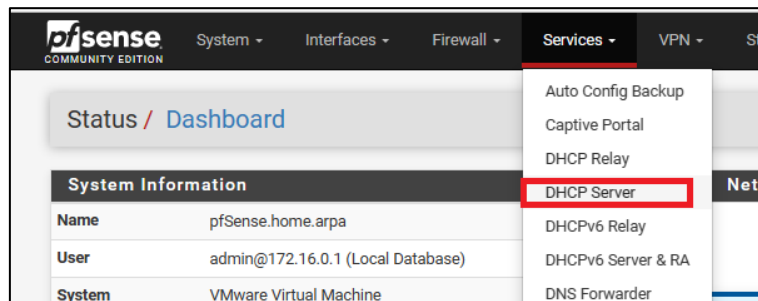 pfsense System Interfaces Firewall Services VPN St
COMMUNITY EDITION
Auto Config Backup
Status / Dashboard
Captive Portal
DHCP Relay
System Information Net
DHCP Server
Name pfSense.home.arpa
DHCPv6 Relay
User admin@172.16.0.1 (Local Database)
DHCPv6 Server & RA
System VMware Virtual Machine
DNS Forwarder